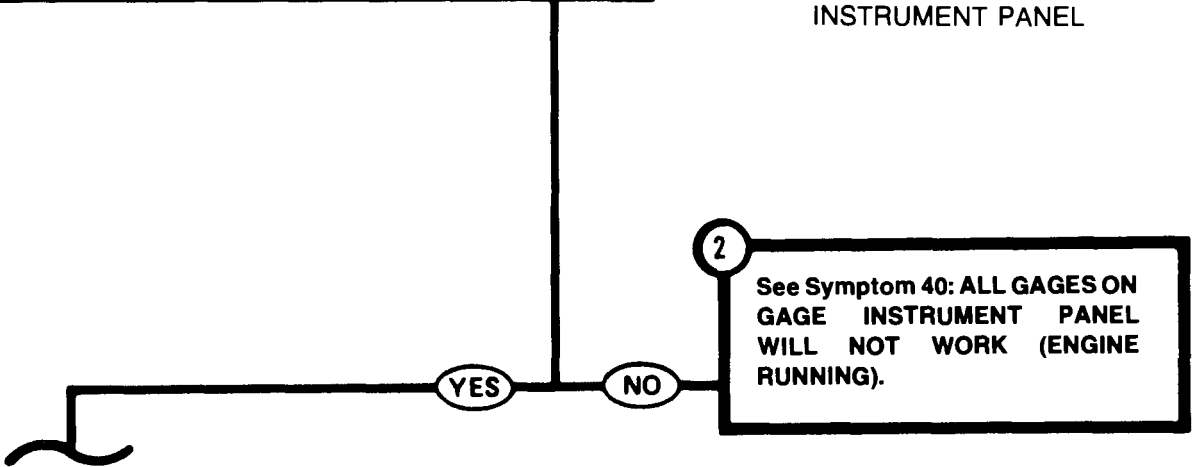 INSTRUMENT PANEL
2
See Symptom 40: ALL GAGES ON
GAGE INSTRUMENT PANEL
WILL NOT WORK (ENGINE
RUNNING).
YES
NO